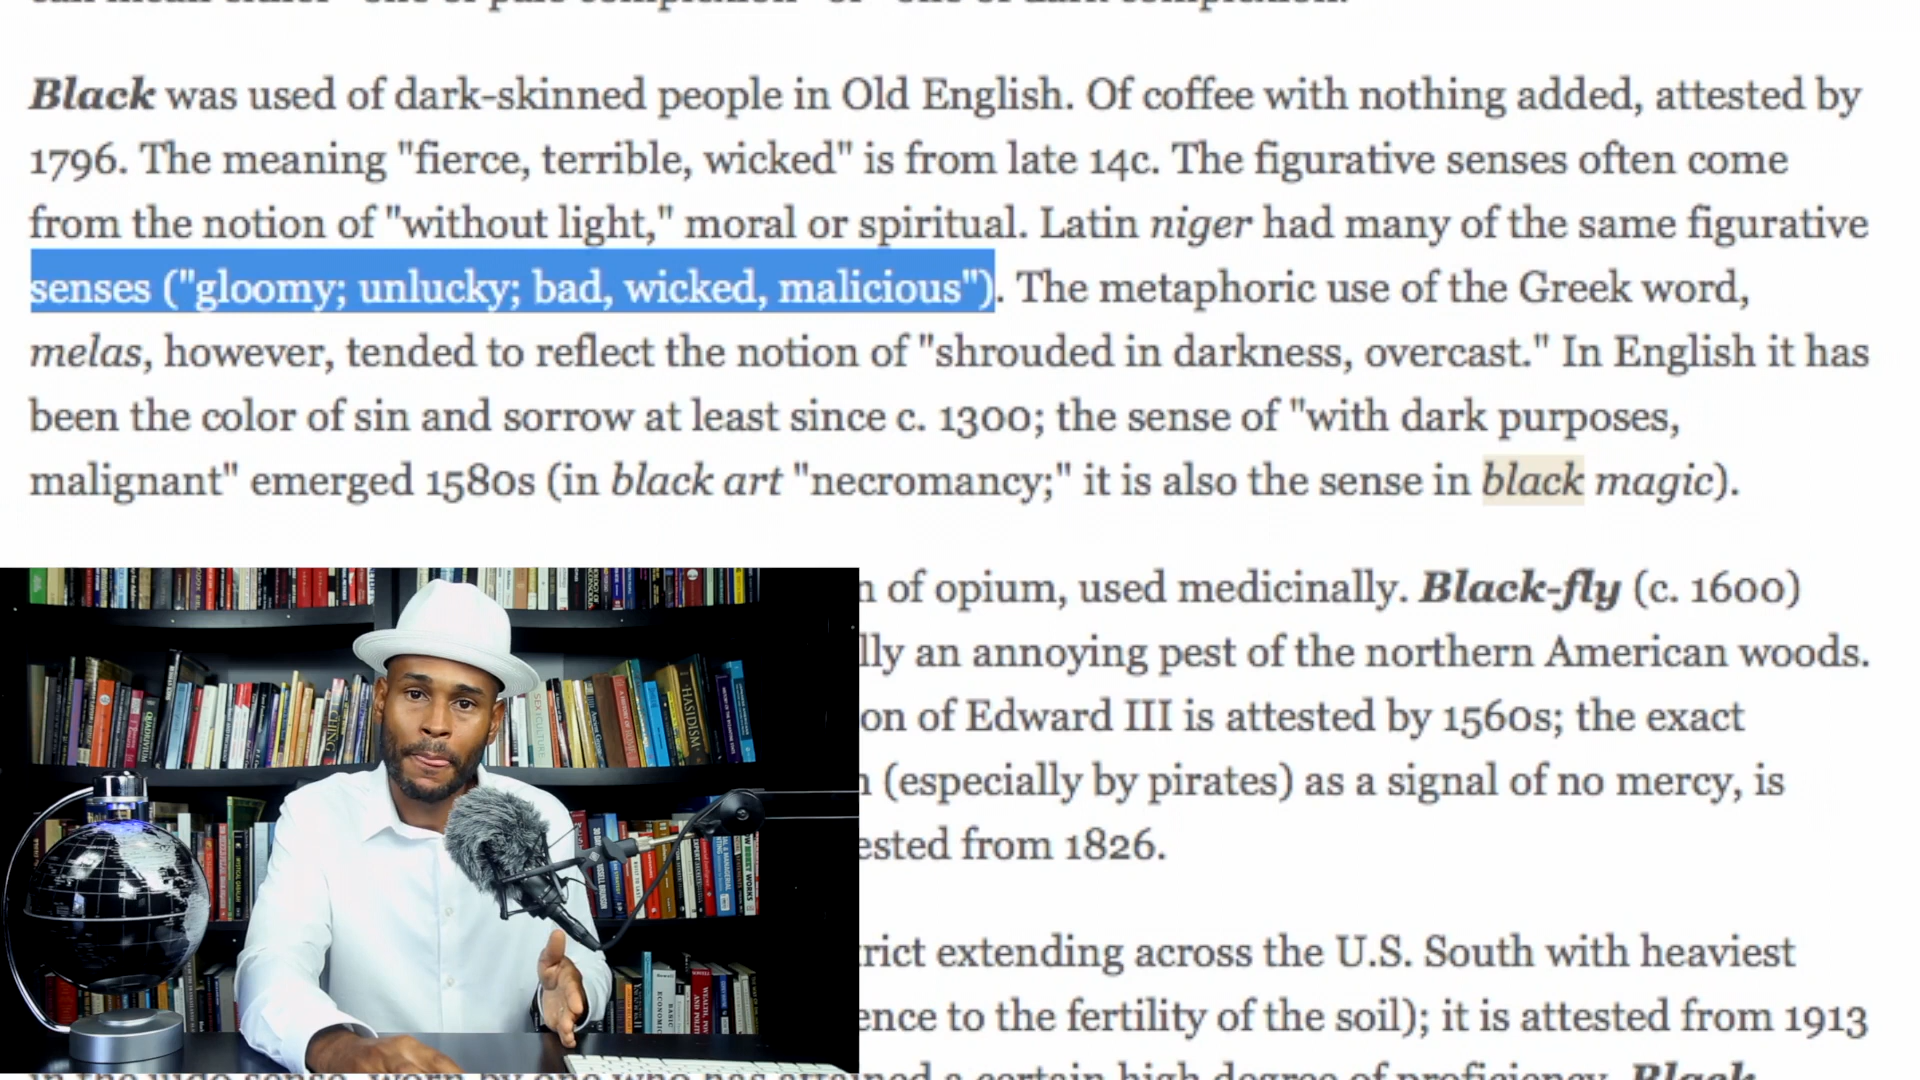 Black was used of dark-skinned people in Old English. Of coffee with nothing added, attested by
1796. The meaning "fierce, terrible, wicked" is from late 14c. The figurative senses often come
from the notion of "without light," moral or spiritual. Latin niger had many of the same figurative
senses ("gloomy; unlucky; bad, wicked, malicious"). The metaphoric use of the Greek word,
melas, however, tended to reflect the notion of "shrouded in darkness, overcast." In English it has
been the color of sin and sorrow at least since c. 1300; the sense of "with dark purposes,
malignant" emerged 1580s (in black art "necromancy;" it is also the sense in black magic).
of opium, used medicinally. Black-fly (c. 1600)
lly an annoying pest of the northern American woods.
on of Edward III is attested by 1560s; the exact
(especially by pirates) as a signal of no mercy, is
ested from 1826.
rict extending across the U.S. South with heaviest
ence to the fertility of the soil); it is attested from 1913
a certain high degree of proficiency. Black
HASIDISM